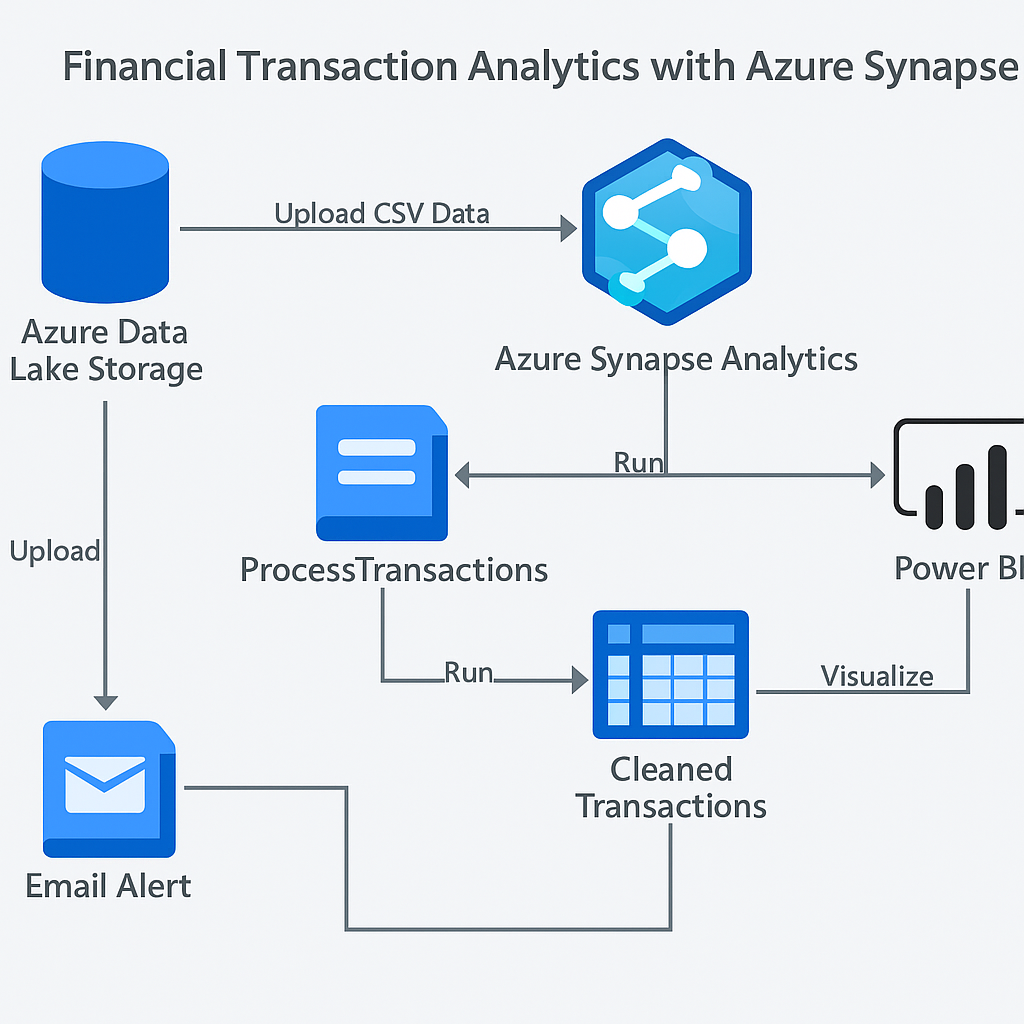 Financial Transaction Analytics with Azure Synapse
Upload CSV Data
Azure Data
Lake Storage
Azure Synapse Analytics
Run
Upload
ProcessTransactions
Power BI
Run
Visualize
Cleaned
Transactions
Email Alert